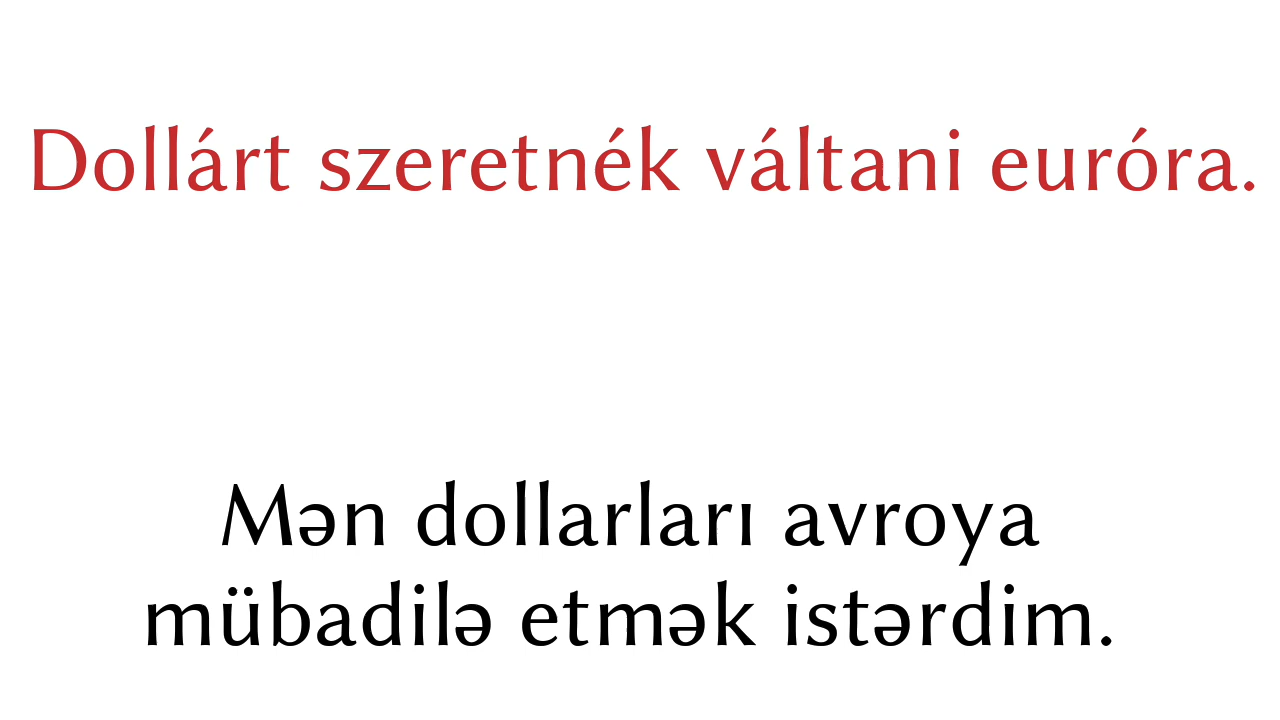 Dollárt szeretnék váltani euróra.
Mən dollarları avroya
mübadilə etmək istərdim.